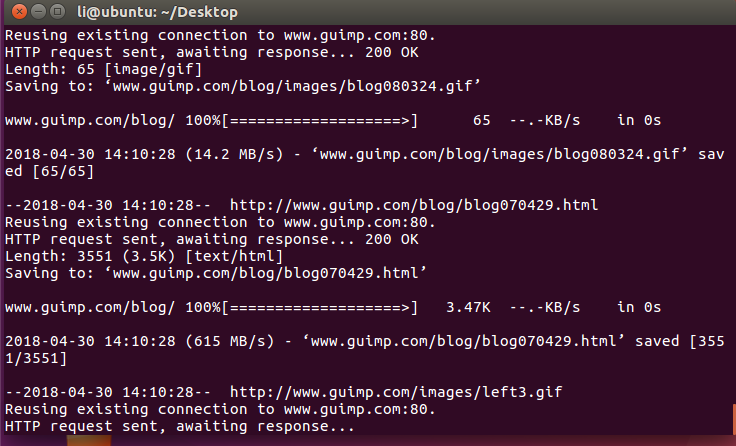 li@ubuntu: ~/Desktop
Reusing existing connection to www.guimp.com:80.
HTTP request sent, awaiting response... 200 OK
Length: 65 [image/gif]
Saving to: ‘www.guimp.com/blog/images/blog080324.gif’
www.guimp.com/blog/ 100%[===================>]      65  --.-KB/s    in 0s
2018-04-30 14:10:28 (14.2 MB/s) - ‘www.guimp.com/blog/images/blog080324.gif’ sav
ed [65/65]
--2018-04-30 14:10:28--  http://www.guimp.com/blog/blog070429.html
Reusing existing connection to www.guimp.com:80.
HTTP request sent, awaiting response... 200 OK
Length: 3551 (3.5K) [text/html]
Saving to: ‘www.guimp.com/blog/blog070429.html’
www.guimp.com/blog/ 100%[===================>]   3.47K  --.-KB/s    in 0s
2018-04-30 14:10:28 (615 MB/s) - ‘www.guimp.com/blog/blog070429.html’ saved [355
1/3551]
--2018-04-30 14:10:28--  http://www.guimp.com/images/left3.gif
Reusing existing connection to www.guimp.com:80.
HTTP request sent, awaiting response...